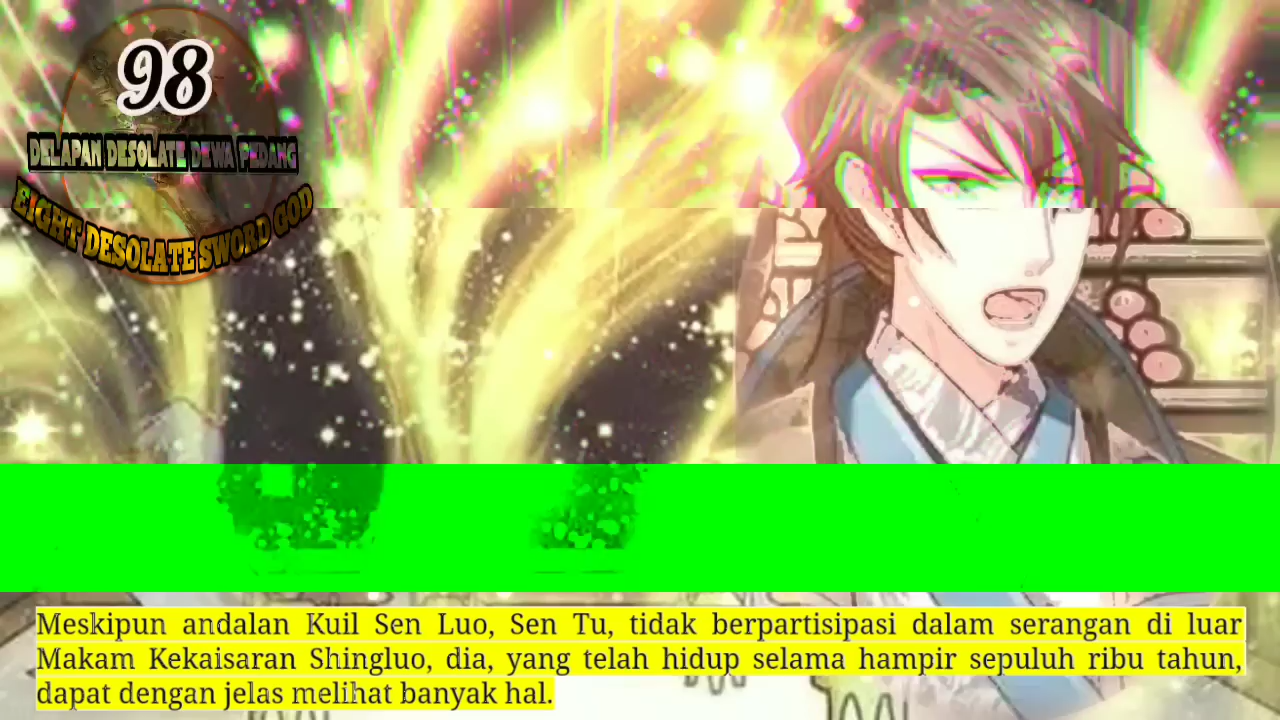 98
DELAPAN DESOLATE DEWA PEDANG
EIGHT DESOLATE SWORD GOD
Meskipun andalan Kuil Sen Luo, Sen Tu, tidak berpartisipasi dalam serangan di luar
Makam Kekaisaran Shingluo, dia, yang telah hidup selama hampir sepuluh ribu tahun,
dapat dengan jelas melihat banyak hal.